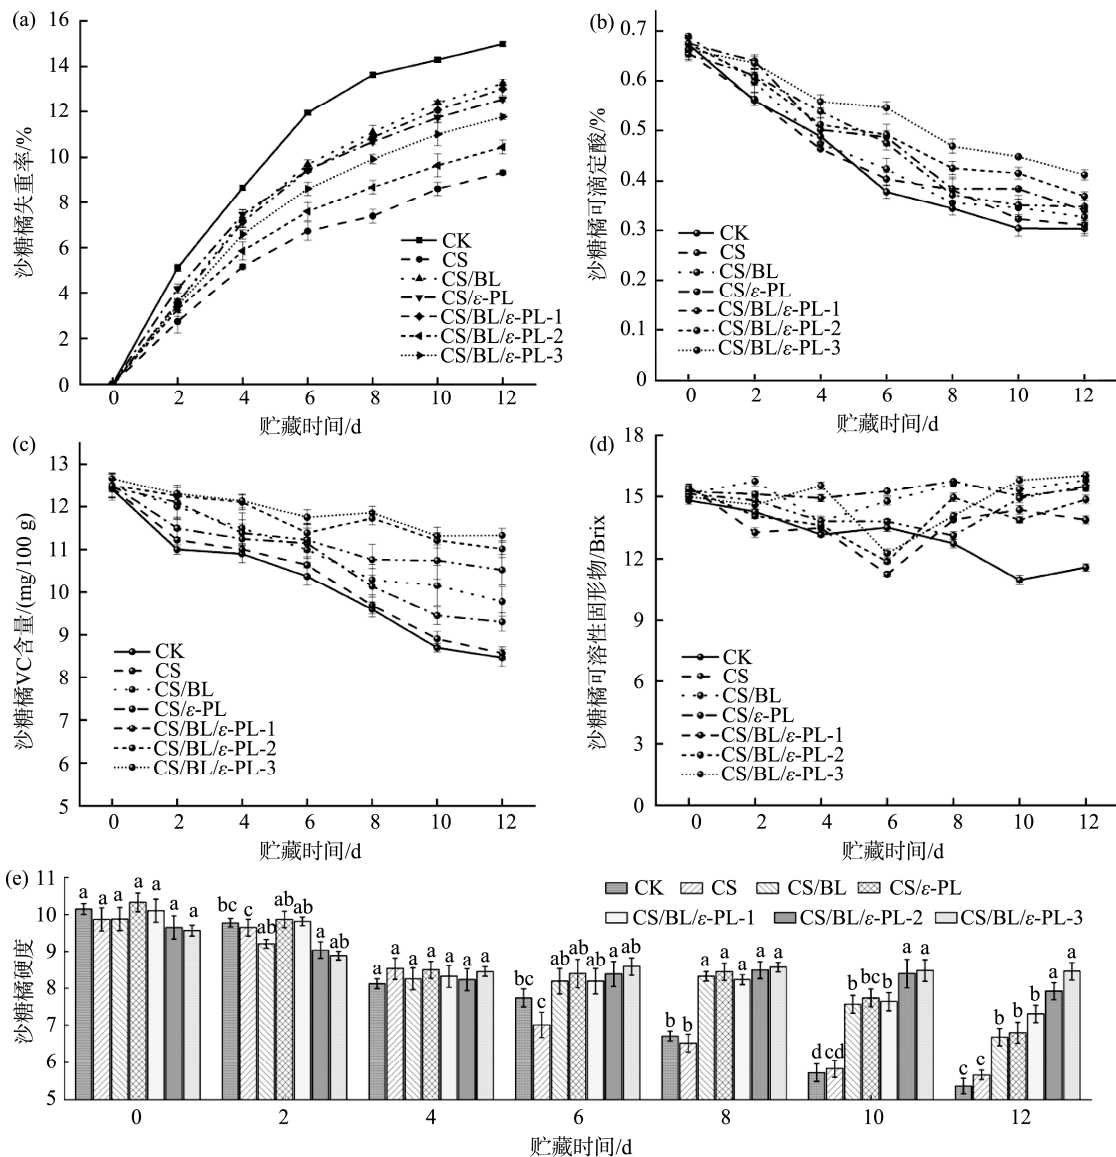 (a)
16
14
12
10
8
6
4
2
0
沙糖橘失重率/%
CK
CS
CS/BL
CS/ε-PL
CS/BL/ε-PL-1
CS/BL/ε-PL-2
CS/BL/ε-PL-3
0 2 4 6 8 10 12
贮藏时间/d
(b)
0.7
0.6
0.5
0.4
0.3
0.2
0.1
0
沙糖橘可滴定酸/%
CK
CS
CS/BL
CS/ε-PL
CS/BL/ε-PL-1
CS/BL/ε-PL-2
CS/BL/ε-PL-3
0 2 4 6 8 10 12
贮藏时间/d
(c)
13
12
11
10
9
8
7
6
5
沙糖橘VC含量/(mg/100 g)
CK
CS
CS/BL
CS/ε-PL
CS/BL/ε-PL-1
CS/BL/ε-PL-2
CS/BL/ε-PL-3
0 2 4 6 8 10 12
贮藏时间/d
(d)
18
15
12
9
6
3
0
沙糖橘可溶性固形物/Brix
CK
CS
CS/BL
CS/ε-PL
CS/BL/ε-PL-1
CS/BL/ε-PL-2
CS/BL/ε-PL-3
0 2 4 6 8 10 12
贮藏时间/d
(e)
11
10
9
8
7
6
5
沙糖橘硬度
CK CS CS/BL CS/ε-PL
CS/BL/ε-PL-1 CS/BL/ε-PL-2 CS/BL/ε-PL-3
a a a a a a a
bc c ab ab ab a ab
a a a a a a a
bc c ab ab ab a ab
b b a a a a a
d cd b bc b a a
c c b b b a a
0 2 4 6 8 10 12
贮藏时间/d